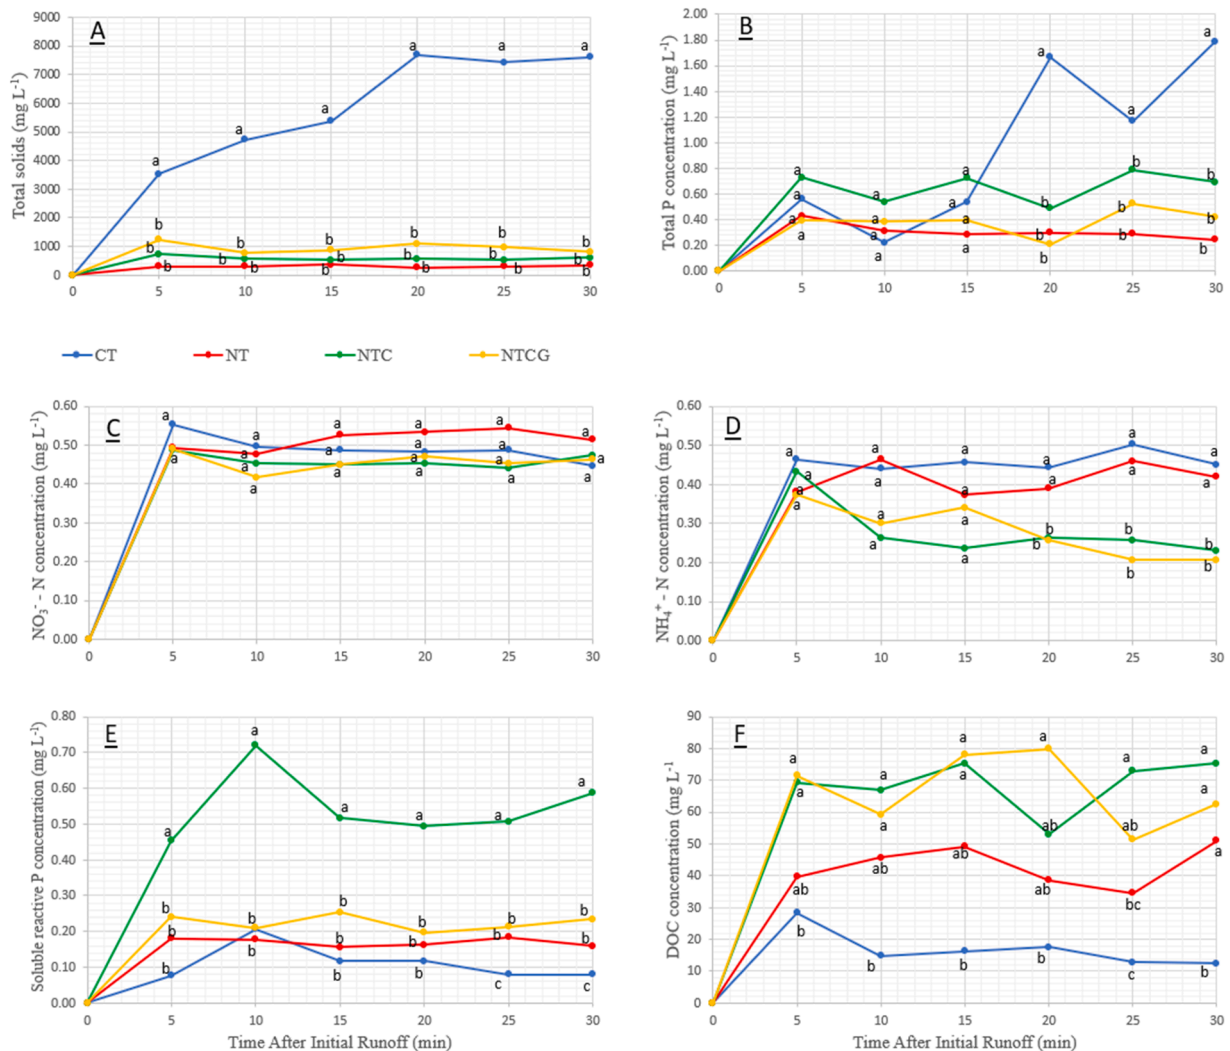 A
Total solids (mg L-1)
9000
8000
7000
6000
5000
4000
3000
2000
1000
0
a a a a a a
b b b b b b
b b b b b b
b b b b b b
0 5 10 15 20 25 30
B
Total P concentration (mg L-1)
2.00
1.80
1.60
1.40
1.20
1.00
0.80
0.60
0.40
0.20
0.00
a a a a a a
a a a b b b
a a a b b b
a a a b b b
0 5 10 15 20 25 30
CT NT NTC NTCG
C
NO3- - N concentration (mg L-1)
0.60
0.50
0.40
0.30
0.20
0.10
0.00
a a a a a a
a a a a a a
a a a a a
0 5 10 15 20 25 30
D
NH4+ - N concentration (mg L-1)
0.60
0.50
0.40
0.30
0.20
0.10
0.00
a a a a a a
a a a a a a
a a a b b b
a a a b b b
0 5 10 15 20 25 30
E
Soluble reactive P concentration (mg L-1)
0.80
0.70
0.60
0.50
0.40
0.30
0.20
0.10
0.00
a a a a a a
b b b b b b
b b b b b b
b b b c c
0 5 10 15 20 25 30
Time After Initial Runoff (min)
F
DOC concentration (mg L-1)
90
80
70
60
50
40
30
20
10
0
a a a a a a
a a a ab ab a
ab ab ab ab bc a
b b b b c b
0 5 10 15 20 25 30
Time After Initial Runoff (min)